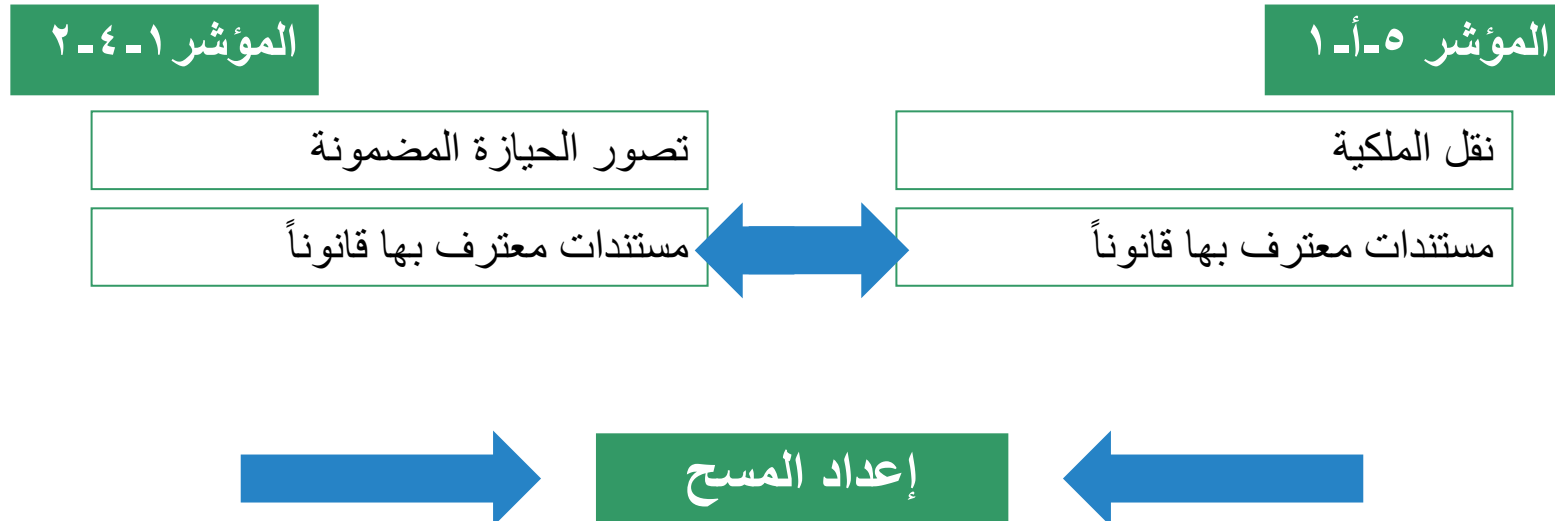 المؤشر ٥-أ-١
المؤشر ١-٤-٢
نقل الملكية
تصور الحيازة المضمونة
مستندات معترف بها قانوناً
مستندات معترف بها قانوناً
إعداد المسح